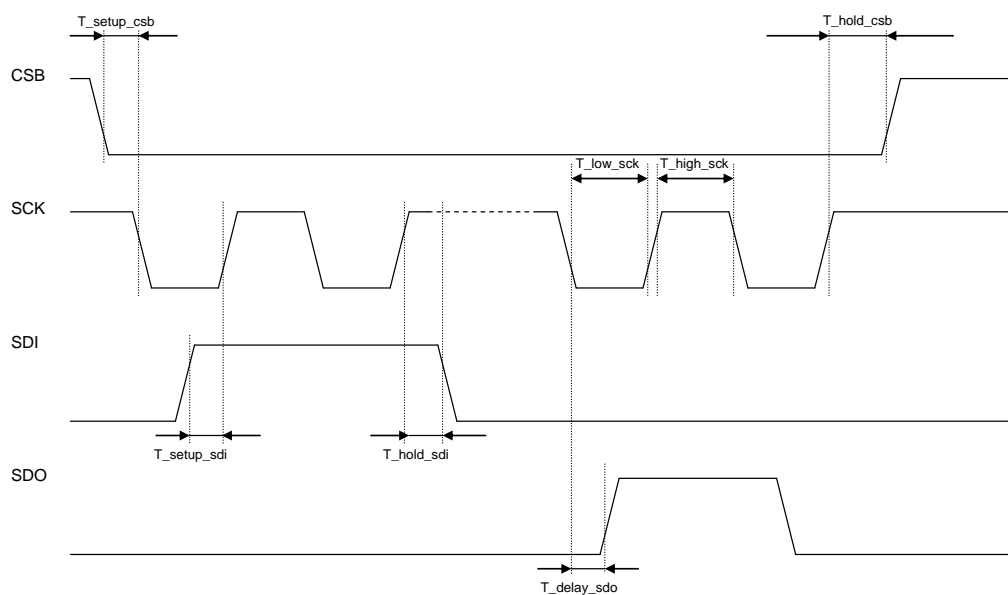 T_setup_csb
T_hold_csb
CSB
T_low_sck
T_high_sck
SCK
SDI
T_setup_sdi
T_hold_sdi
SDO
T_delay_sdo